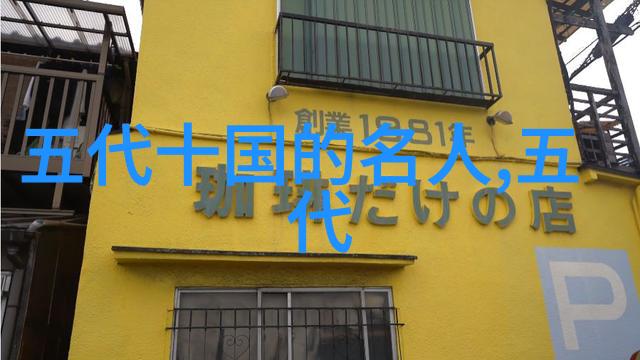 創業1981年
五代十国的名人,五
代
珈琲だけの店
P